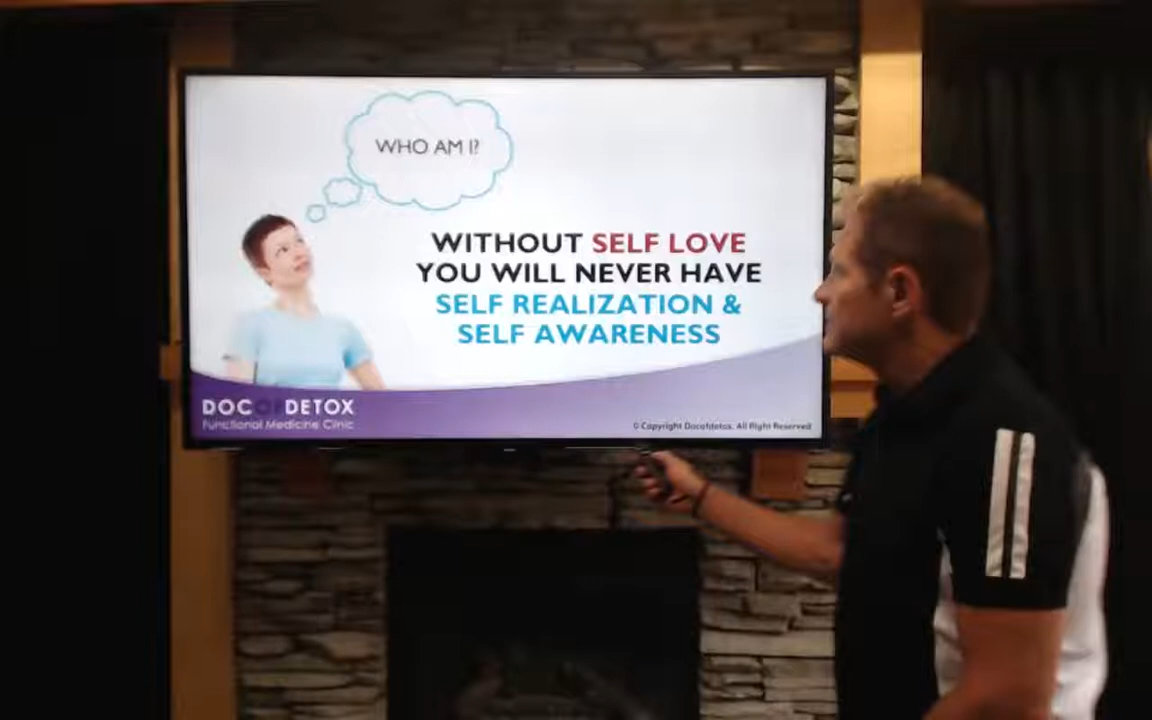 WHO AM I?
WITHOUT SELF LOVE
YOU WILL NEVER HAVE
SELF REALIZATION &
SELF AWARENESS
DOC OF DETOX
Functional Medicine Clinic
© Copyright Docofdetox. All Right Reserved